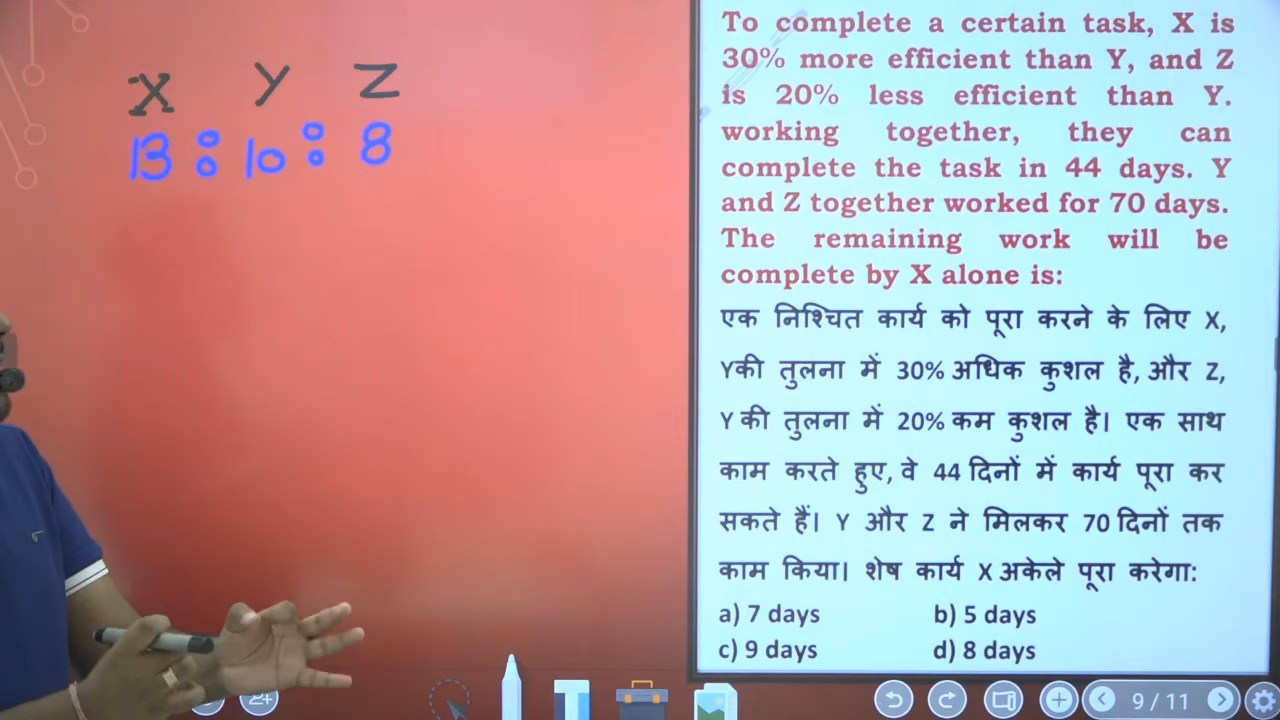 X Y Z
13 : 10 : 8
To complete a certain task, X is
30% more efficient than Y, and Z
is 20% less efficient than Y.
working together, they can
complete the task in 44 days. Y
and Z together worked for 70 days.
The remaining work will be
complete by X alone is:
एक निश्चित कार्य को पूरा करने के लिए X,
Yकी तुलना में 30% अधिक कुशल है, और Z,
Y की तुलना में 20% कम कुशल है। एक साथ
काम करते हुए, वे 44 दिनों में कार्य पूरा कर
सकते हैं। Y और Z ने मिलकर 70 दिनों तक
काम किया। शेष कार्य X अकेले पूरा करेगा:
a) 7 days b) 5 days
c) 9 days d) 8 days
9 / 11